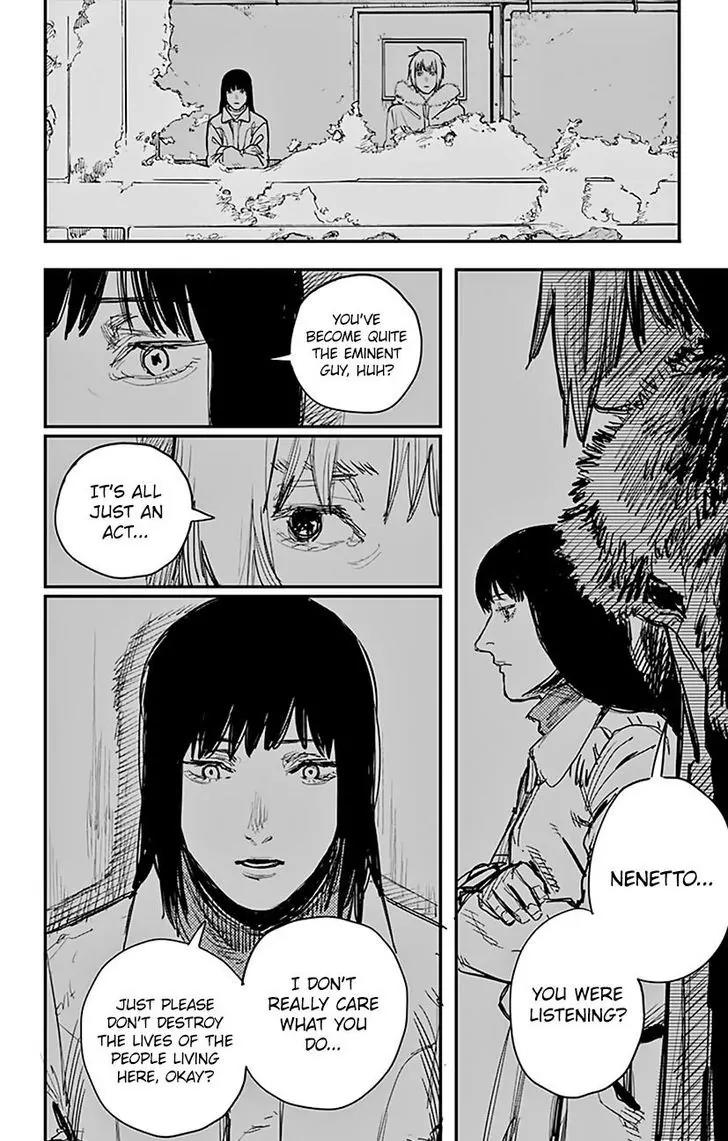 NENETTO...
YOU WERE
LISTENING?
YOU'VE
BECOME QUITE
THE EMINENT
GUY, HUH?
IT'S ALL
JUST AN
ACT...
I DON'T
REALLY CARE
WHAT YOU
DO...
JUST PLEASE
DON'T DESTROY
THE LIVES OF THE
PEOPLE LIVING
HERE, OKAY?